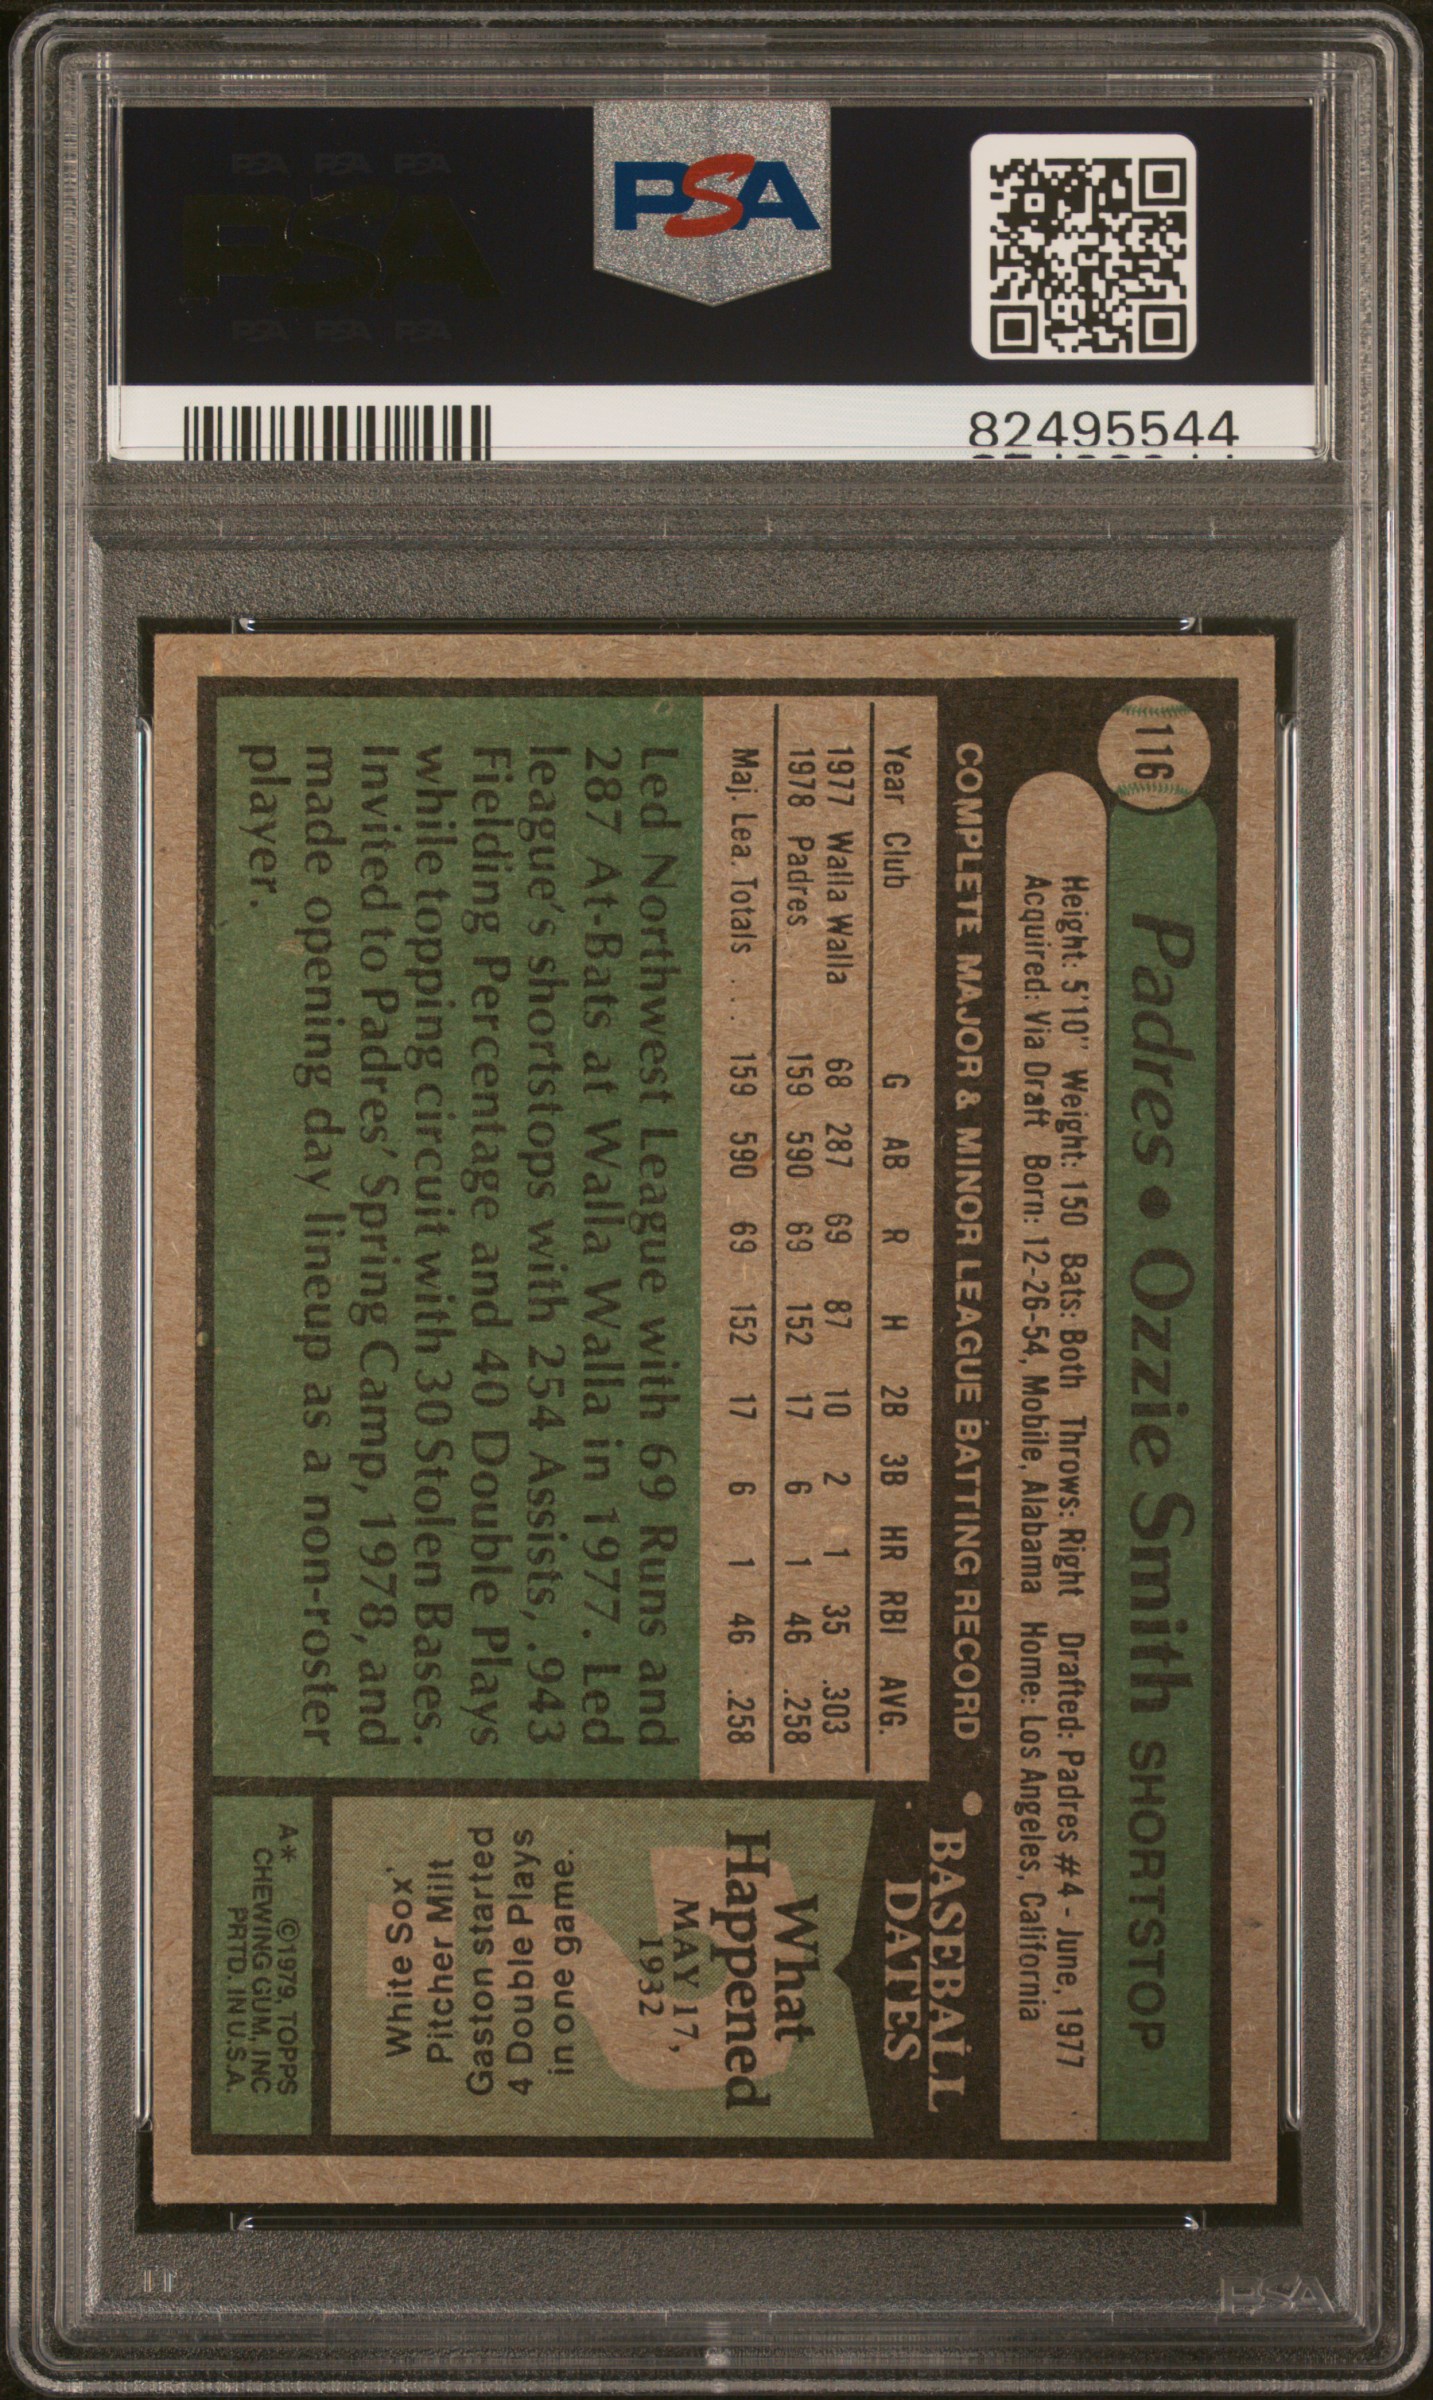 PSA PSA PSA
PSA
PSA PSA PSA
PSA
82495544
116
Padres • Ozzie Smith SHORTSTOP
Height: 5'10" Weight: 150 Bats: Both Throws: Right Drafted: Padres #4 - June, 1977
Acquired: Via Draft Born: 12-26-54, Mobile, Alabama Home: Los Angeles, California
COMPLETE MAJOR & MINOR LEAGUE BATTING RECORD
Year Club G AB R H 2B 3B HR RBI AVG.
1977 Walla Walla 68 287 69 87 10 2 1 35 .303
1978 Padres 159 590 69 152 17 6 1 46 .258
Maj. Lea. Totals . . 159 590 69 152 17 6 1 46 .258
Led Northwest League with 69 Runs and
287 At-Bats at Walla Walla in 1977. Led
league's shortstops with 254 Assists, .943
Fielding Percentage and 40 Double Plays
while topping circuit with 30 Stolen Bases.
Invited to Padres' Spring Camp, 1978, and
made opening day lineup as a non-roster
player.
• BASEBALL
DATES
What
Happened
MAY 17,
1932
?
White Sox'
Pitcher Milt
Gaston started
4 Double Plays
in one game.
A* ©1979, TOPPS
CHEWING GUM, INC
PRTD. IN U.S.A.
PSA